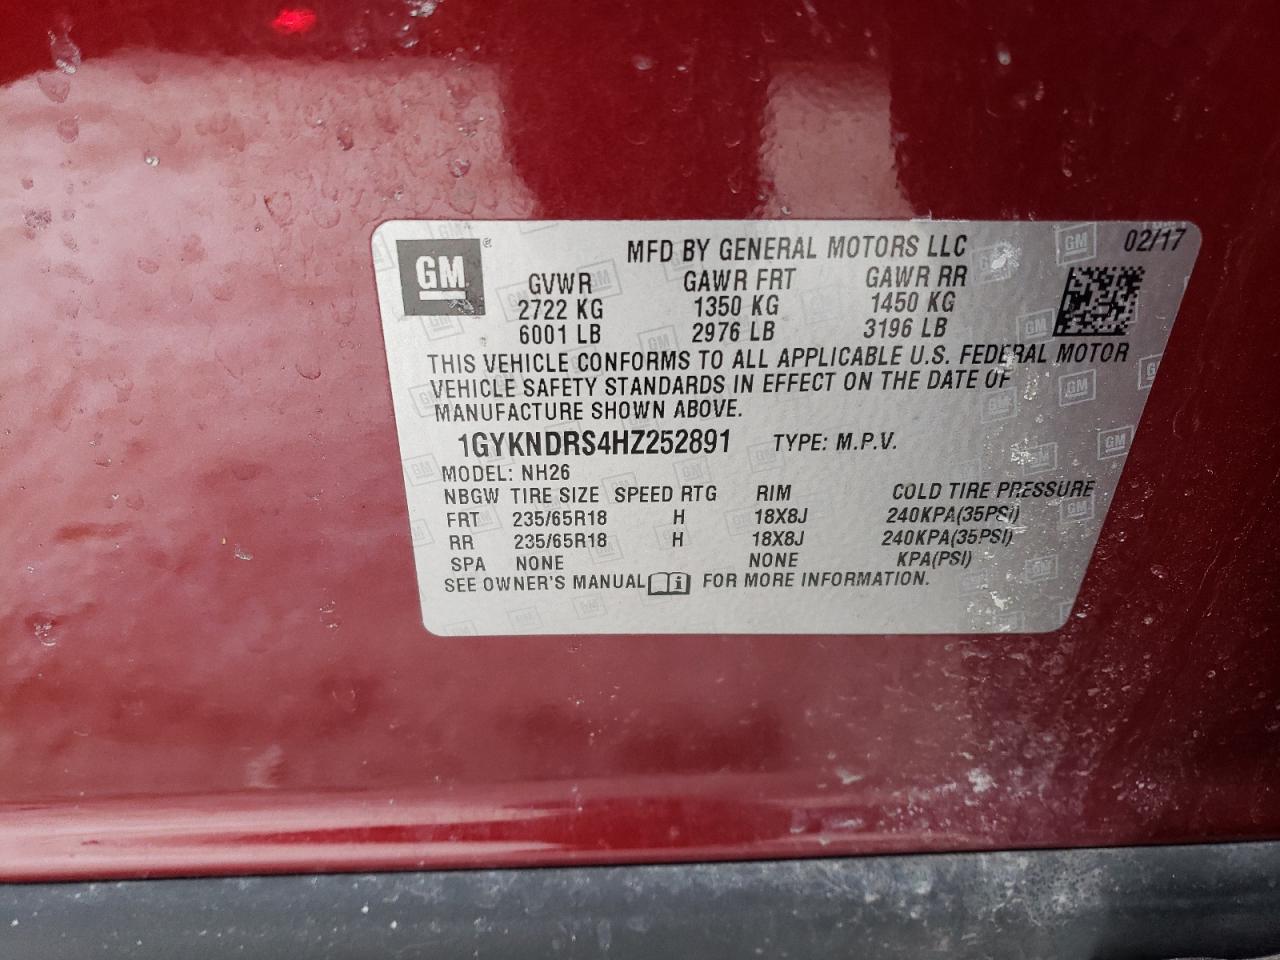 GM® MFD BY GENERAL MOTORS LLC 02/17
GVWR GAWR FRT GAWR RR
2722 KG 1350 KG 1450 KG
6001 LB 2976 LB 3196 LB
THIS VEHICLE CONFORMS TO ALL APPLICABLE U.S. FEDERAL MOTOR
VEHICLE SAFETY STANDARDS IN EFFECT ON THE DATE OF
MANUFACTURE SHOWN ABOVE.
1GYKNDRS4HZ252891 TYPE: M.P.V.
MODEL: NH26
NBGW TIRE SIZE SPEED RTG RIM COLD TIRE PRESSURE
FRT 235/65R18 H 18X8J 240KPA(35PSI)
RR 235/65R18 H 18X8J 240KPA(35PSI)
SPA NONE NONE KPA(PSI)
SEE OWNER'S MANUAL FOR MORE INFORMATION.